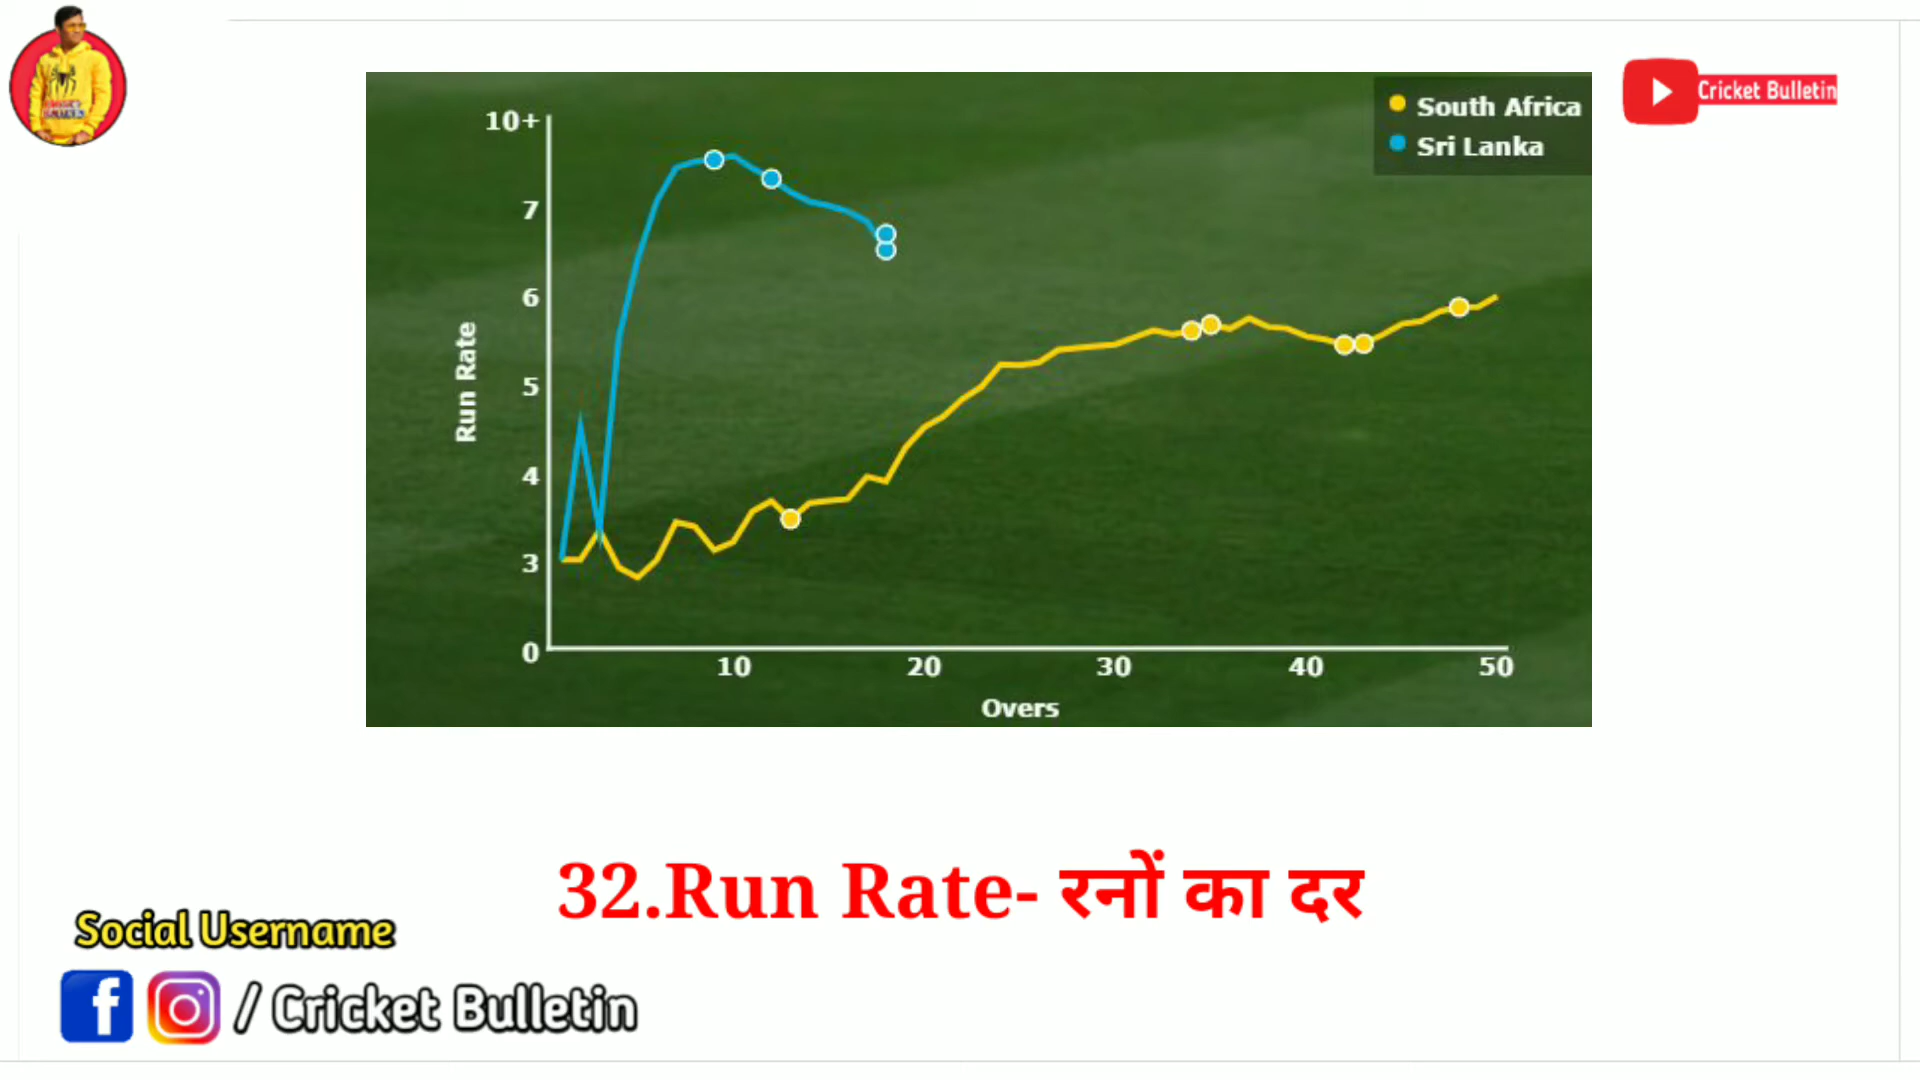 Cricket Bulletin
South Africa
Sri Lanka
10+
7
6
5
4
3
0
Run Rate
10 20 30 40 50
Overs
32.Run Rate- रनों का दर
Social Username
/ Cricket Bulletin